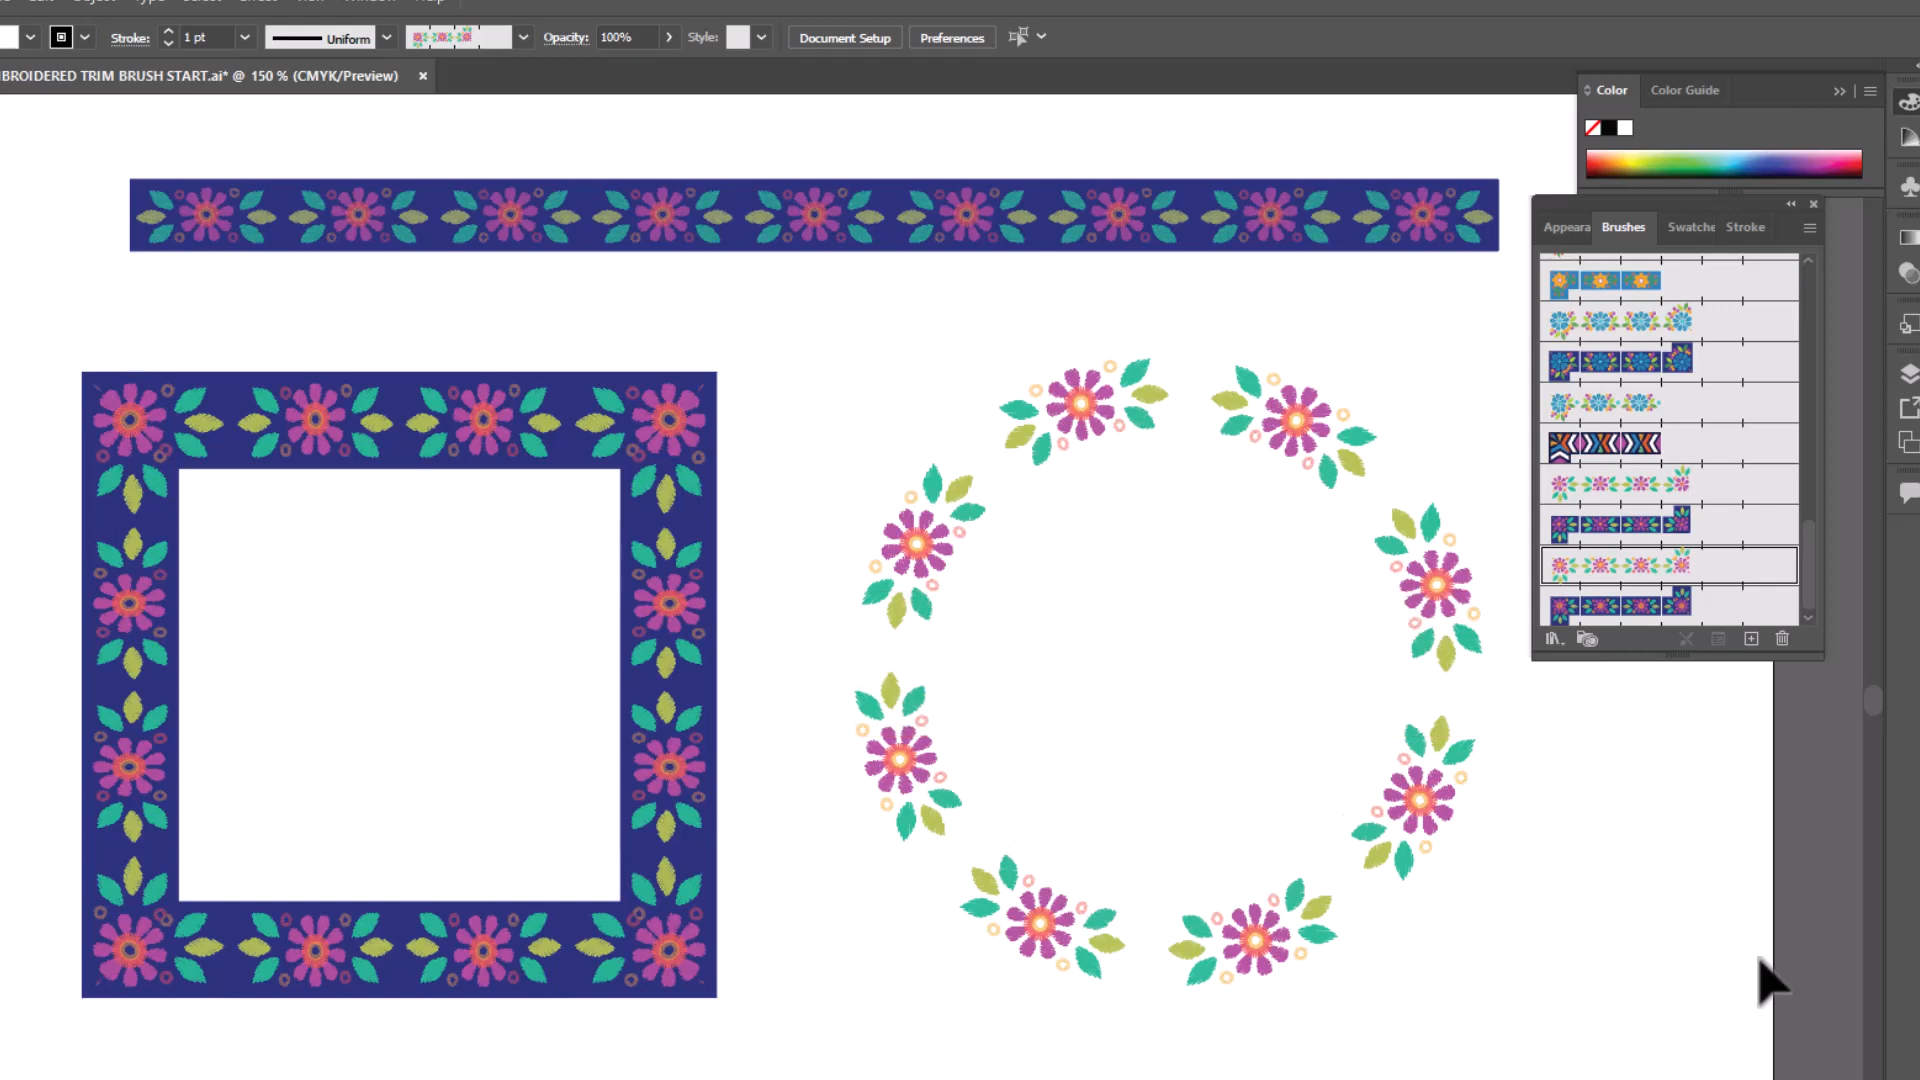 Stroke: 1 pt Uniform Opacity: 100% Style: Document Setup Preferences
BROIDERED TRIM BRUSH START.ai* @ 150 % (CMYK/Preview) ×
Color Color Guide
Appeara Brushes Swatche Stroke